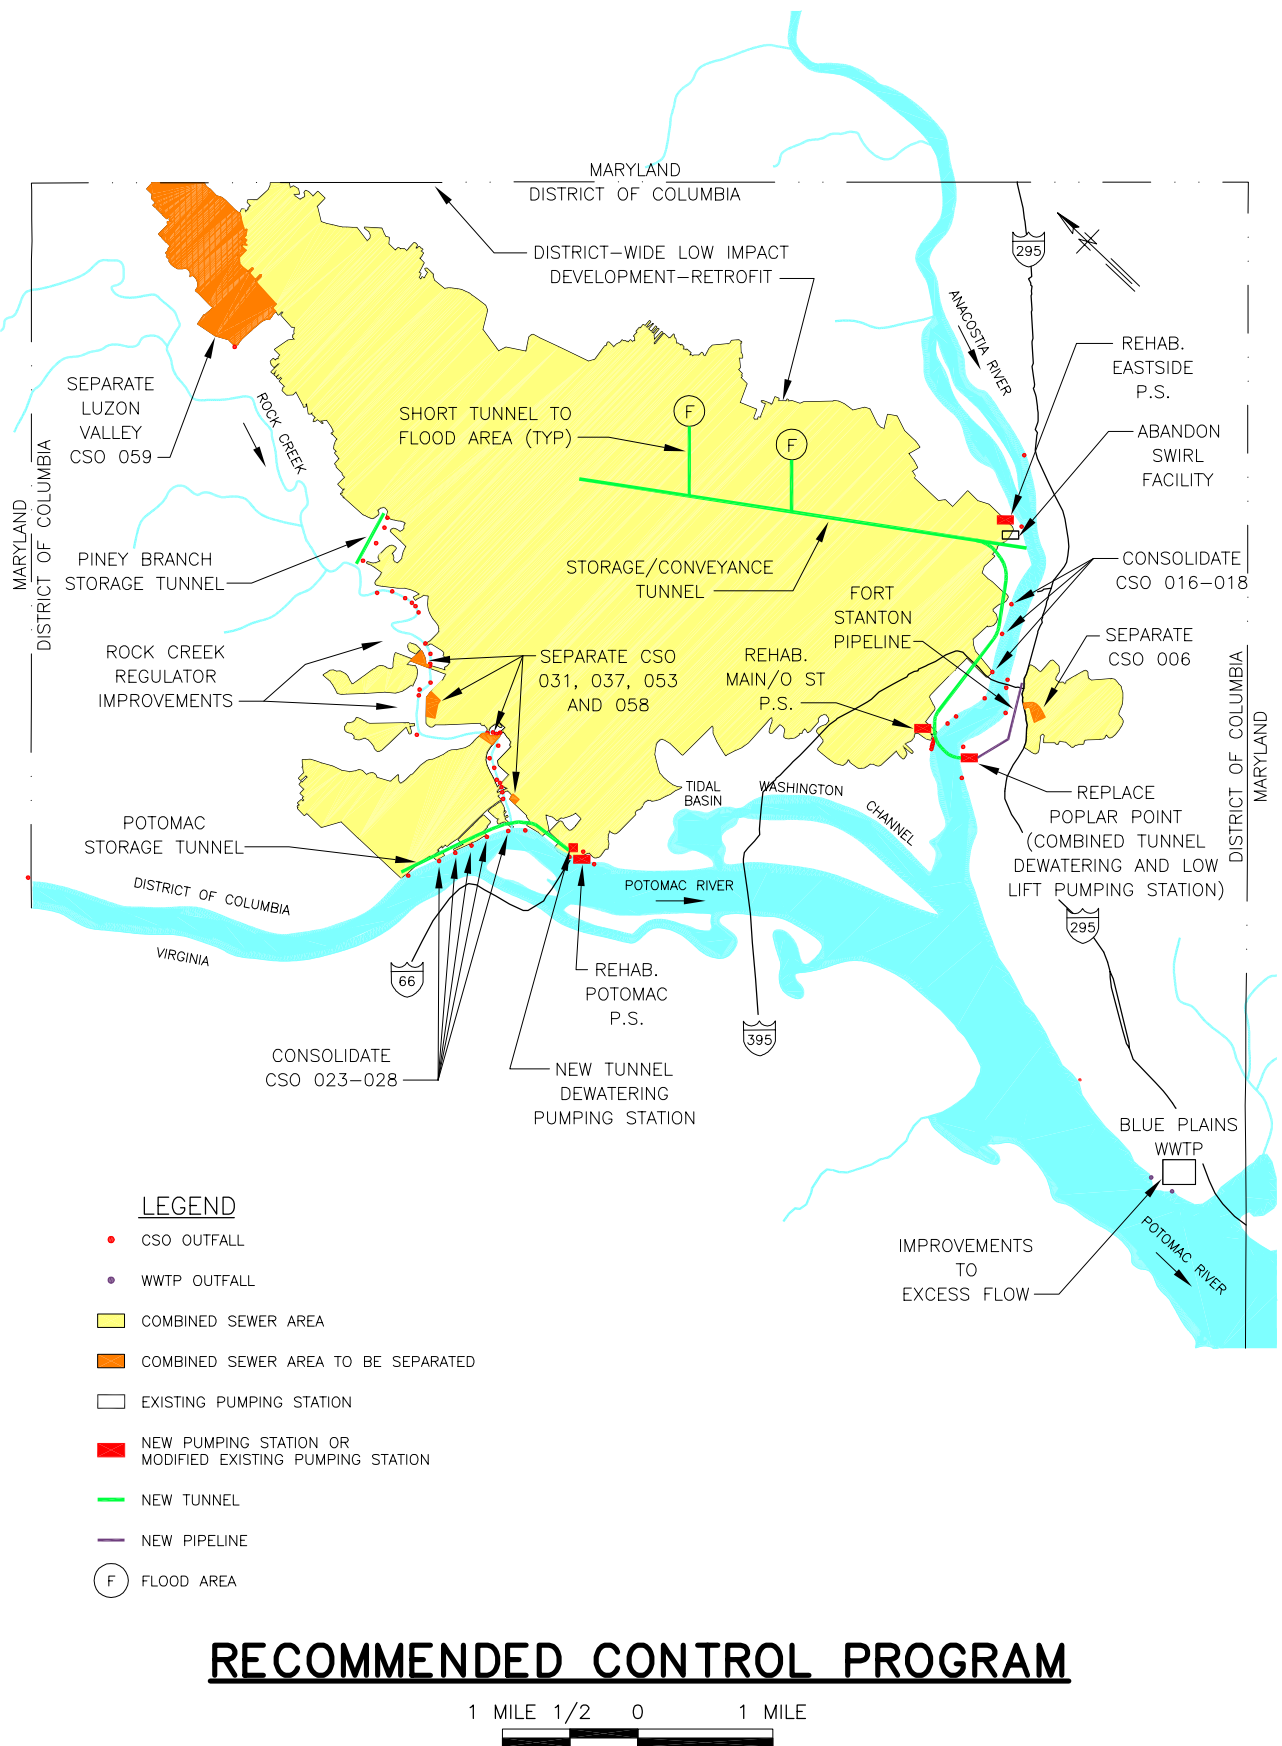 MARYLAND
DISTRICT OF COLUMBIA
295
DISTRICT-WIDE LOW IMPACT
DEVELOPMENT-RETROFIT
ANACOSTIA RIVER
REHAB.
EASTSIDE
P.S.
SEPARATE
LUZON
VALLEY
CSO 059
ROCK CREEK
SHORT TUNNEL TO
FLOOD AREA (TYP)
F
F
ABANDON
SWIRL
FACILITY
MARYLAND
DISTRICT OF COLUMBIA
PINEY BRANCH
STORAGE TUNNEL
STORAGE/CONVEYANCE
TUNNEL
CONSOLIDATE
CSO 016-018
FORT
STANTON
PIPELINE
SEPARATE
CSO 006
ROCK CREEK
REGULATOR
IMPROVEMENTS
SEPARATE CSO
031, 037, 053
AND 058
REHAB.
MAIN/O ST
P.S.
DISTRICT OF COLUMBIA
MARYLAND
TIDAL
BASIN
WASHINGTON
CHANNEL
REPLACE
POPLAR POINT
(COMBINED TUNNEL
DEWATERING AND LOW
LIFT PUMPING STATION)
POTOMAC
STORAGE TUNNEL
DISTRICT OF COLUMBIA
VIRGINIA
POTOMAC RIVER
295
66
REHAB.
POTOMAC
P.S.
395
CONSOLIDATE
CSO 023-028
NEW TUNNEL
DEWATERING
PUMPING STATION
BLUE PLAINS
WWTP
POTOMAC RIVER
IMPROVEMENTS
TO
EXCESS FLOW
LEGEND
CSO OUTFALL
WWTP OUTFALL
COMBINED SEWER AREA
COMBINED SEWER AREA TO BE SEPARATED
EXISTING PUMPING STATION
NEW PUMPING STATION OR
MODIFIED EXISTING PUMPING STATION
NEW TUNNEL
NEW PIPELINE
F FLOOD AREA
RECOMMENDED CONTROL PROGRAM
1 MILE 1/2 0 1 MILE